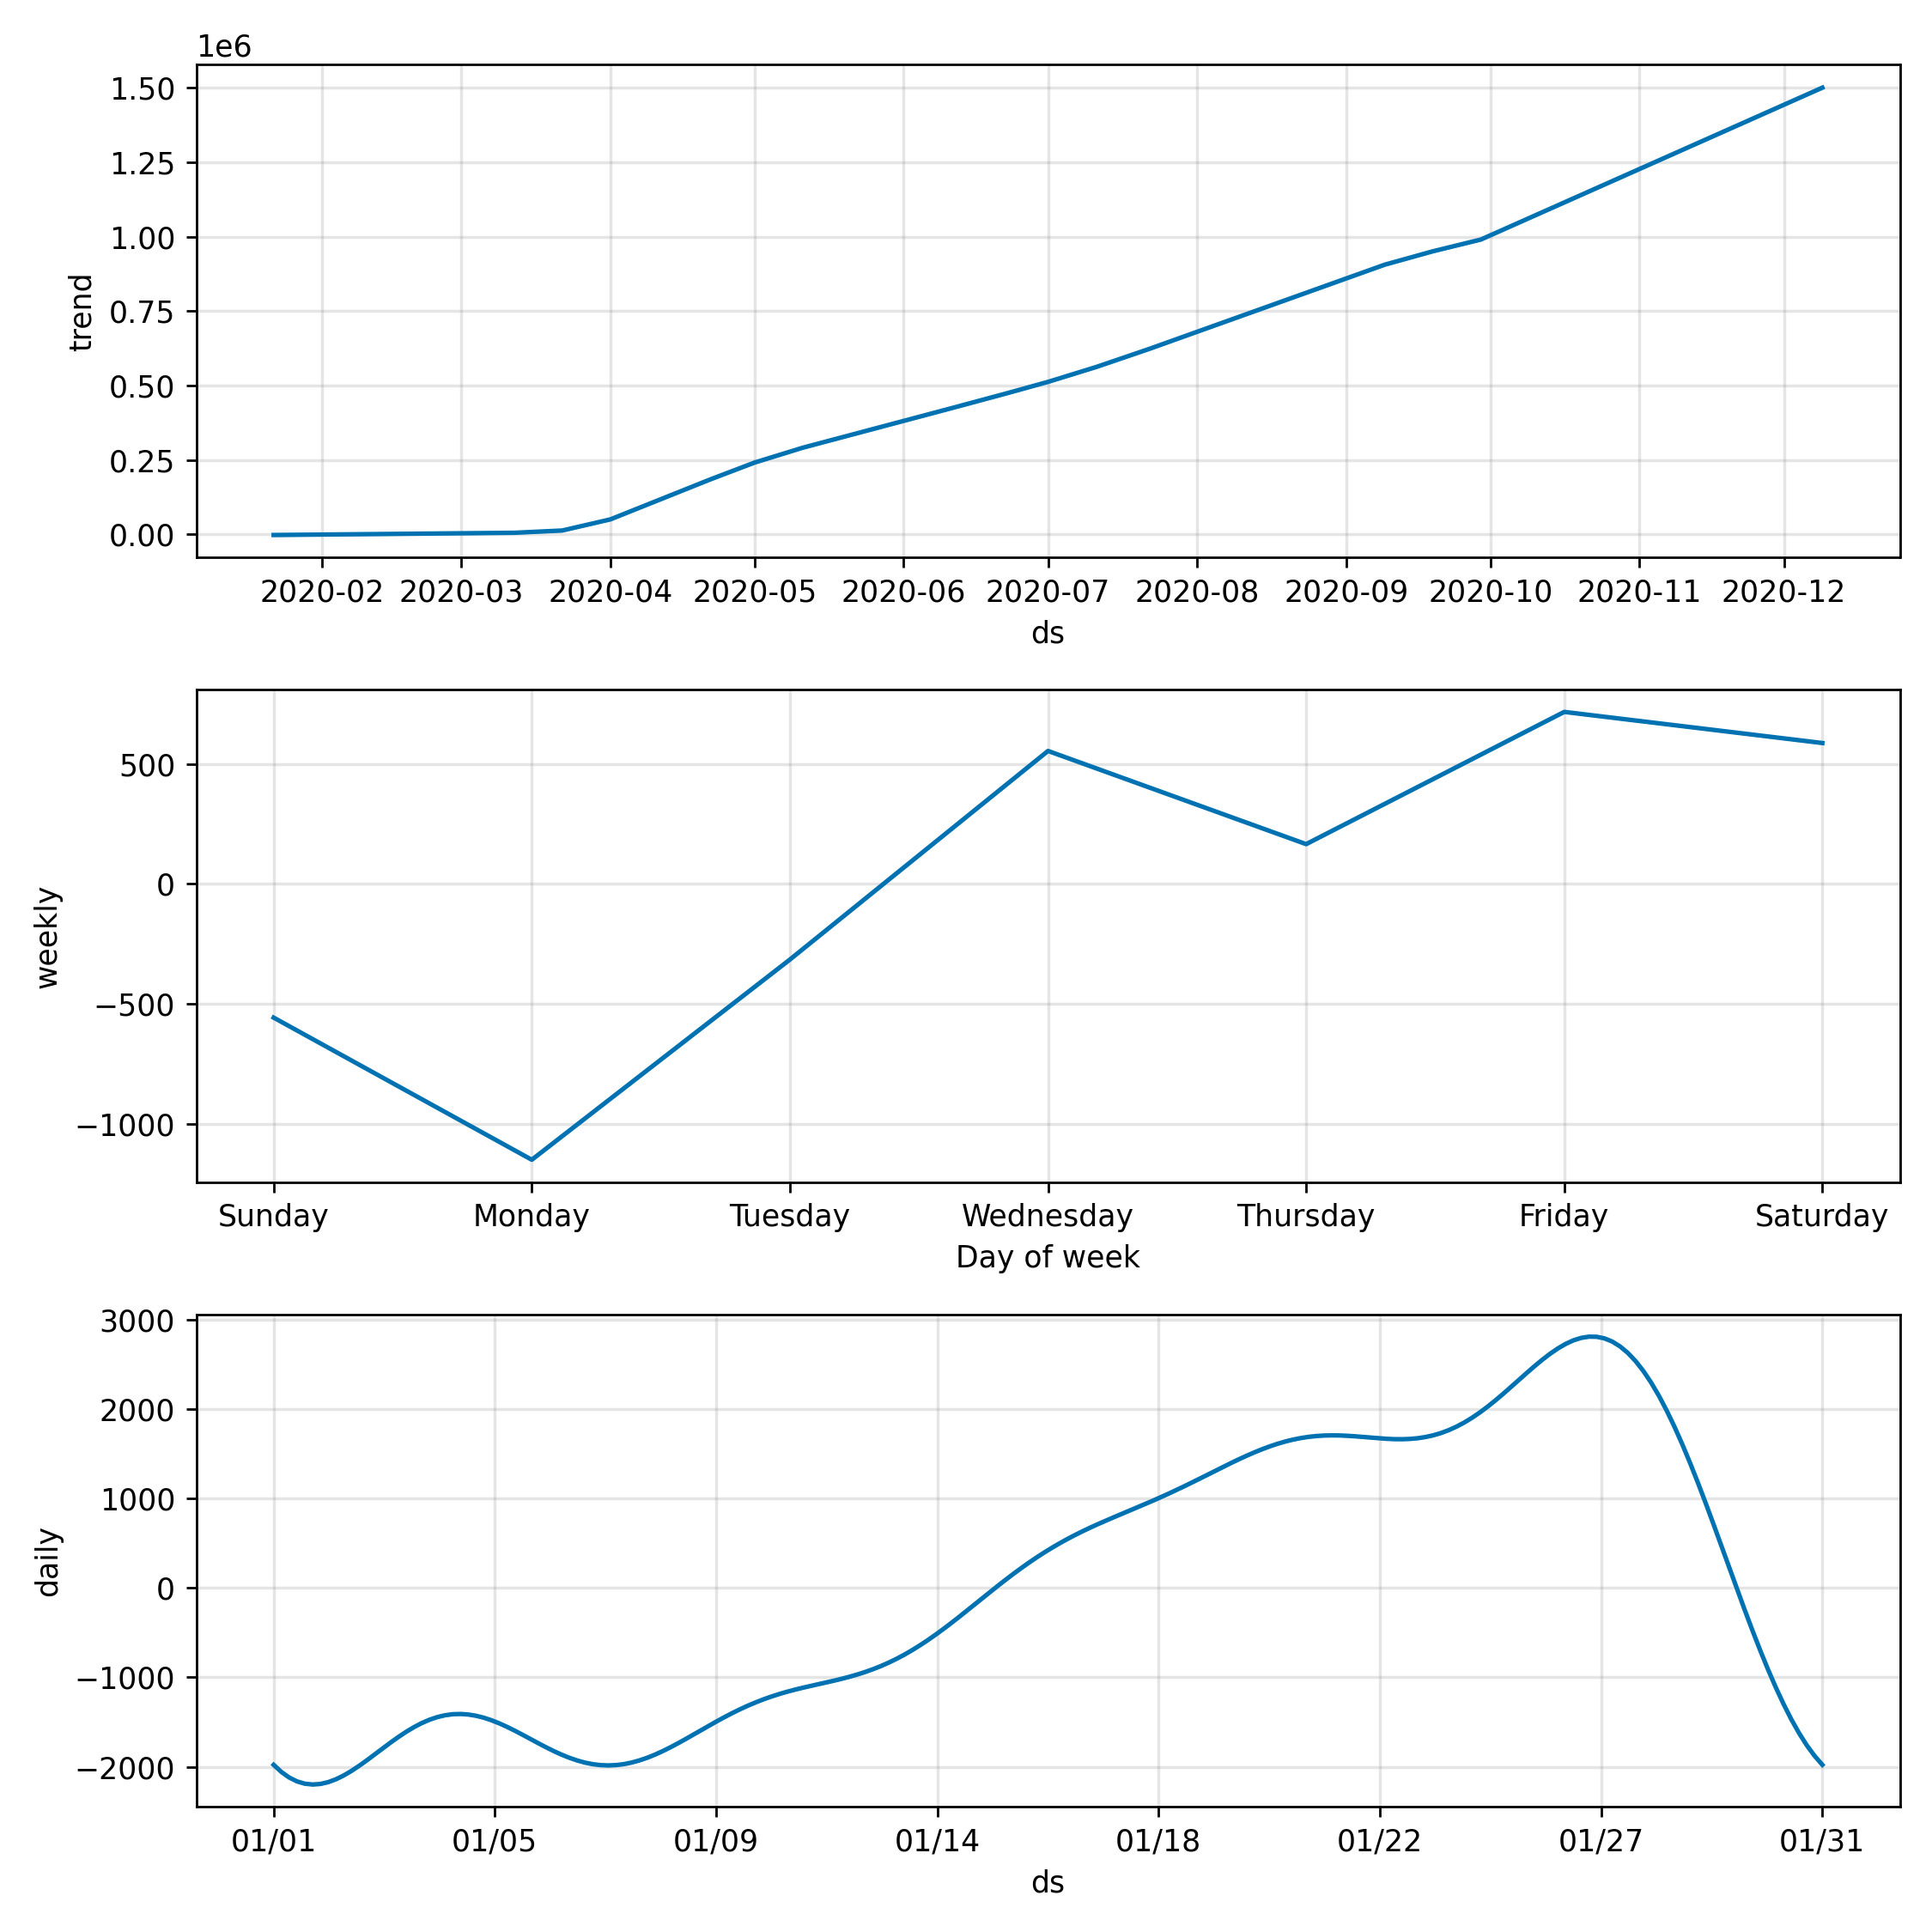 1e6
1.50
1.25
1.00
0.75
0.50
0.25
0.00
trend
2020-02 2020-03 2020-04 2020-05 2020-06 2020-07 2020-08 2020-09 2020-10 2020-11 2020-12
ds
500
0
−500
−1000
weekly
Sunday Monday Tuesday Wednesday Thursday Friday Saturday
Day of week
3000
2000
1000
0
−1000
−2000
daily
01/01 01/05 01/09 01/14 01/18 01/22 01/27 01/31
ds